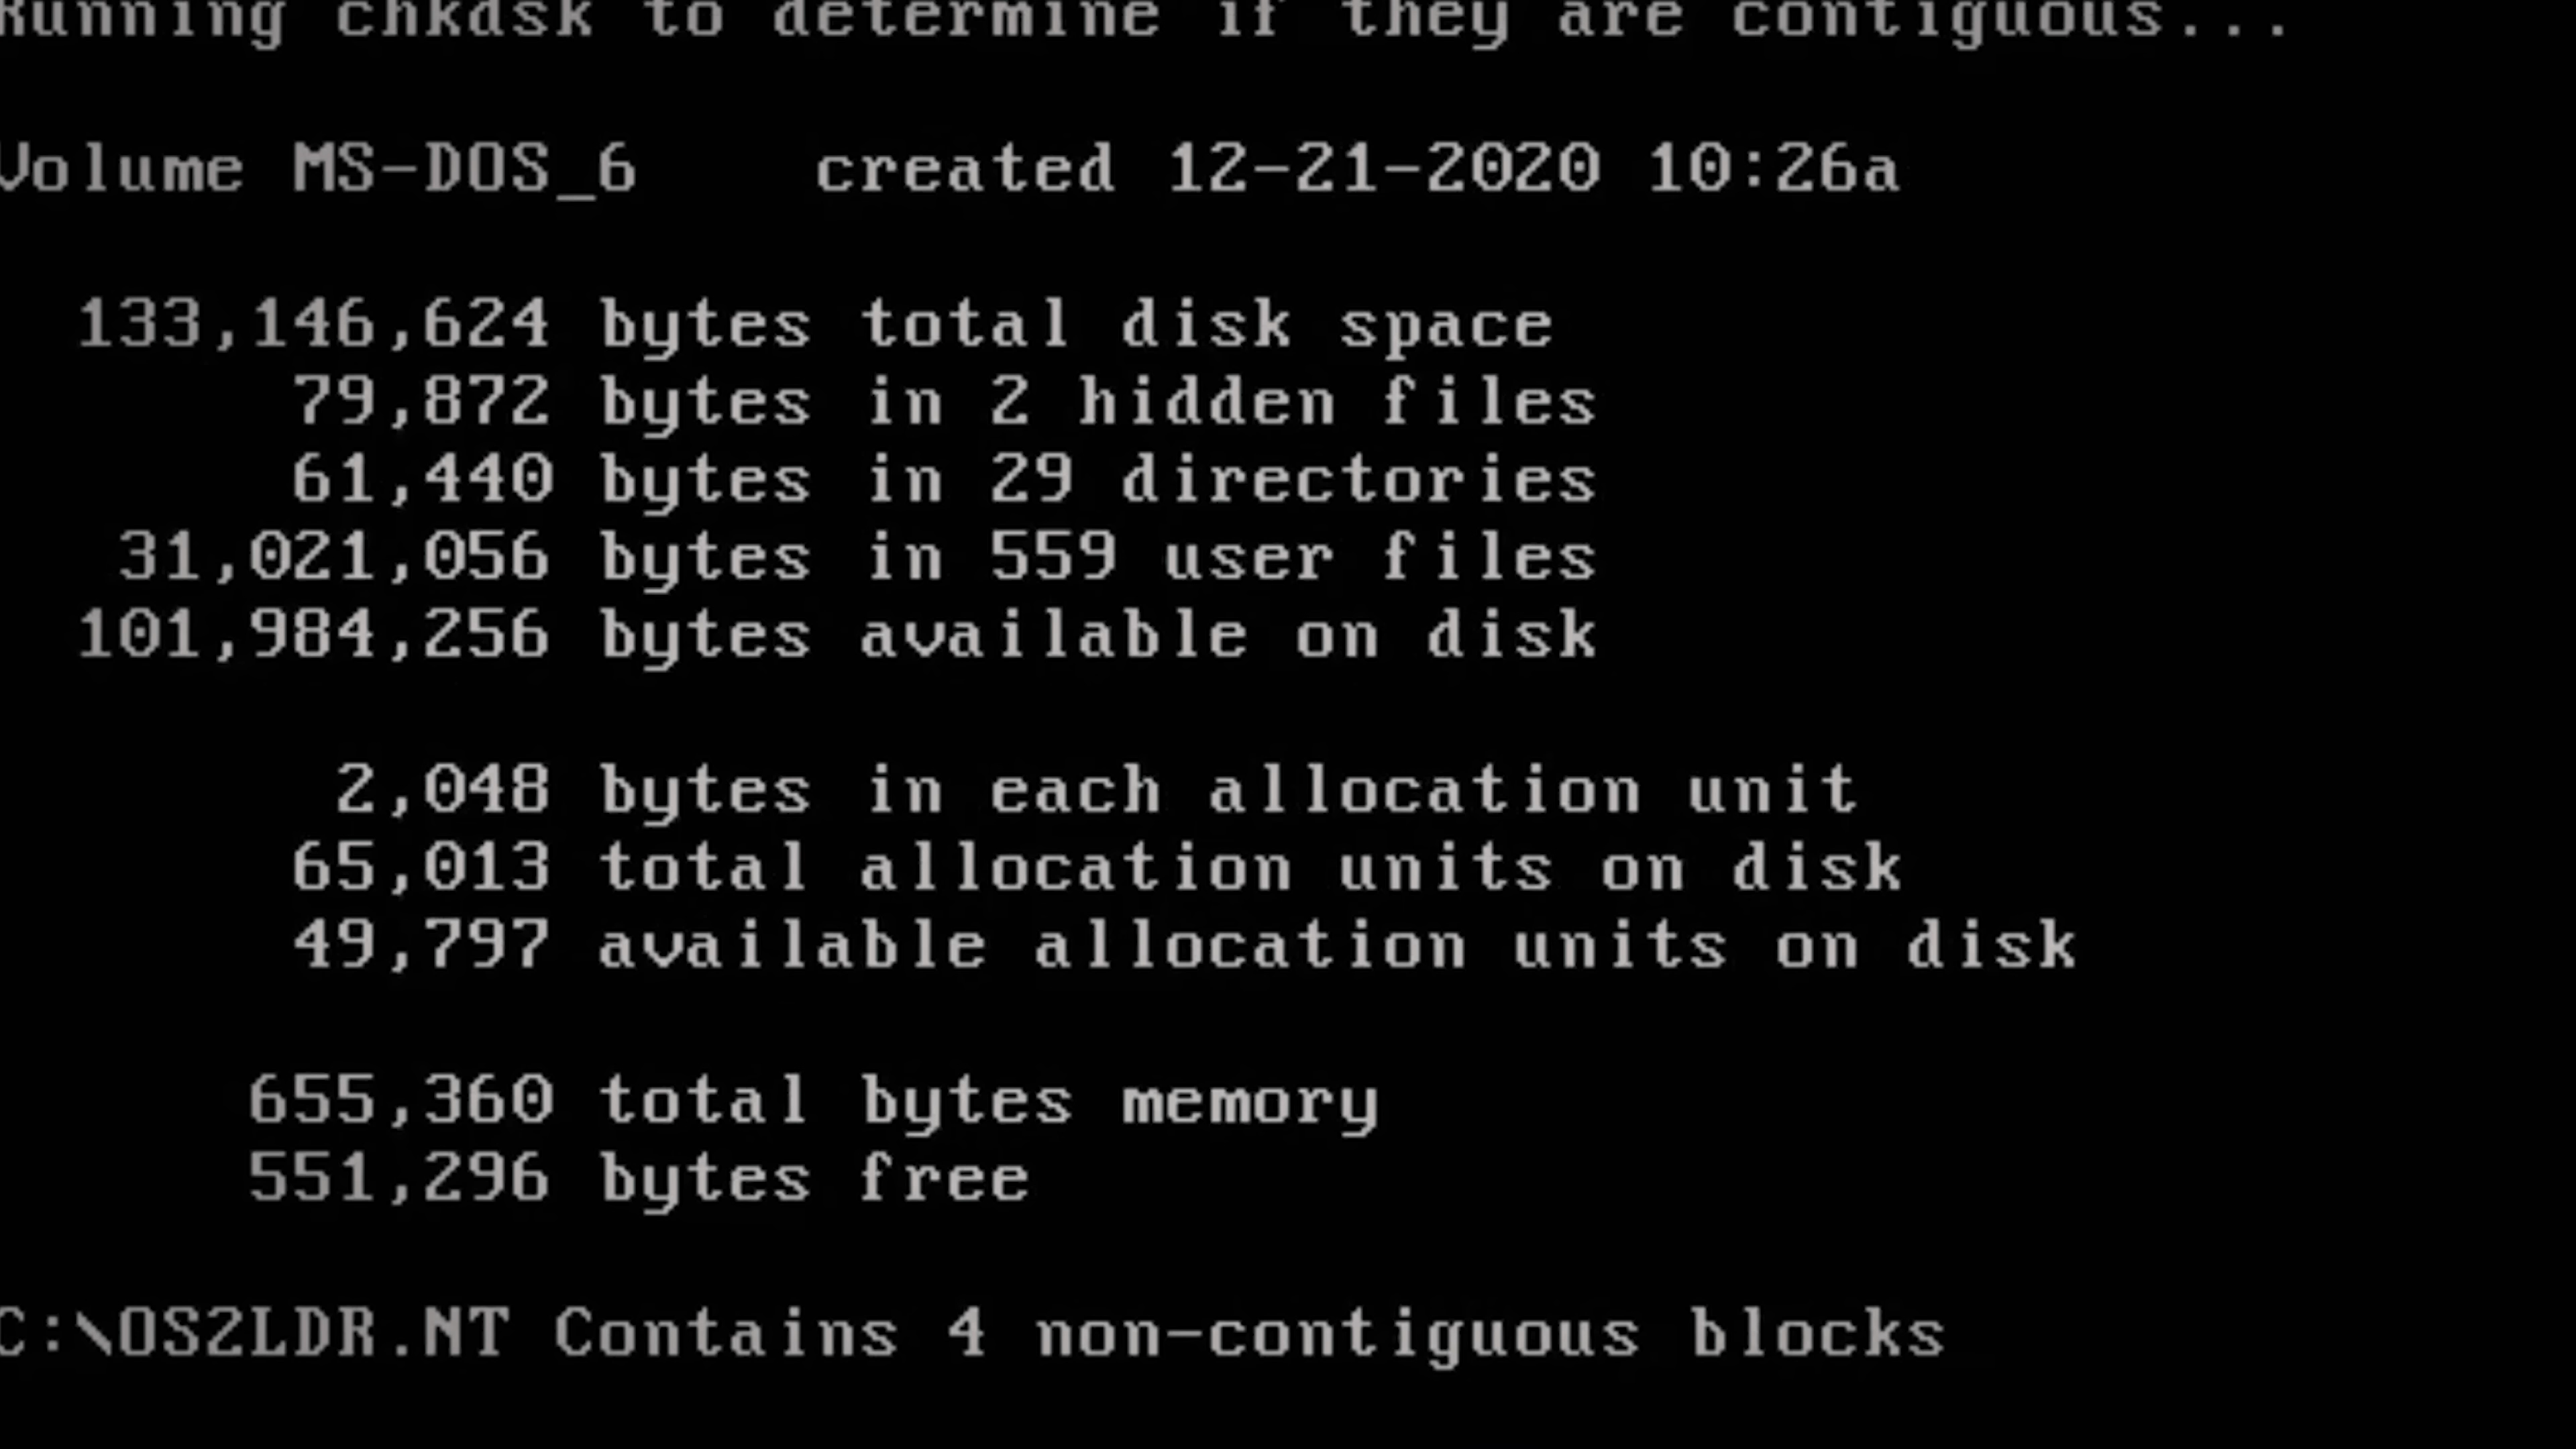 Running chkdsk to determine if they are contiguous...
Volume MS-DOS_6    created 12-21-2020 10:26a
133,146,624 bytes total disk space
79,872 bytes in 2 hidden files
61,440 bytes in 29 directories
31,021,056 bytes in 559 user files
101,984,256 bytes available on disk
2,048 bytes in each allocation unit
65,013 total allocation units on disk
49,797 available allocation units on disk
655,360 total bytes memory
551,296 bytes free
C:\OS2LDR.NT Contains 4 non-contiguous blocks